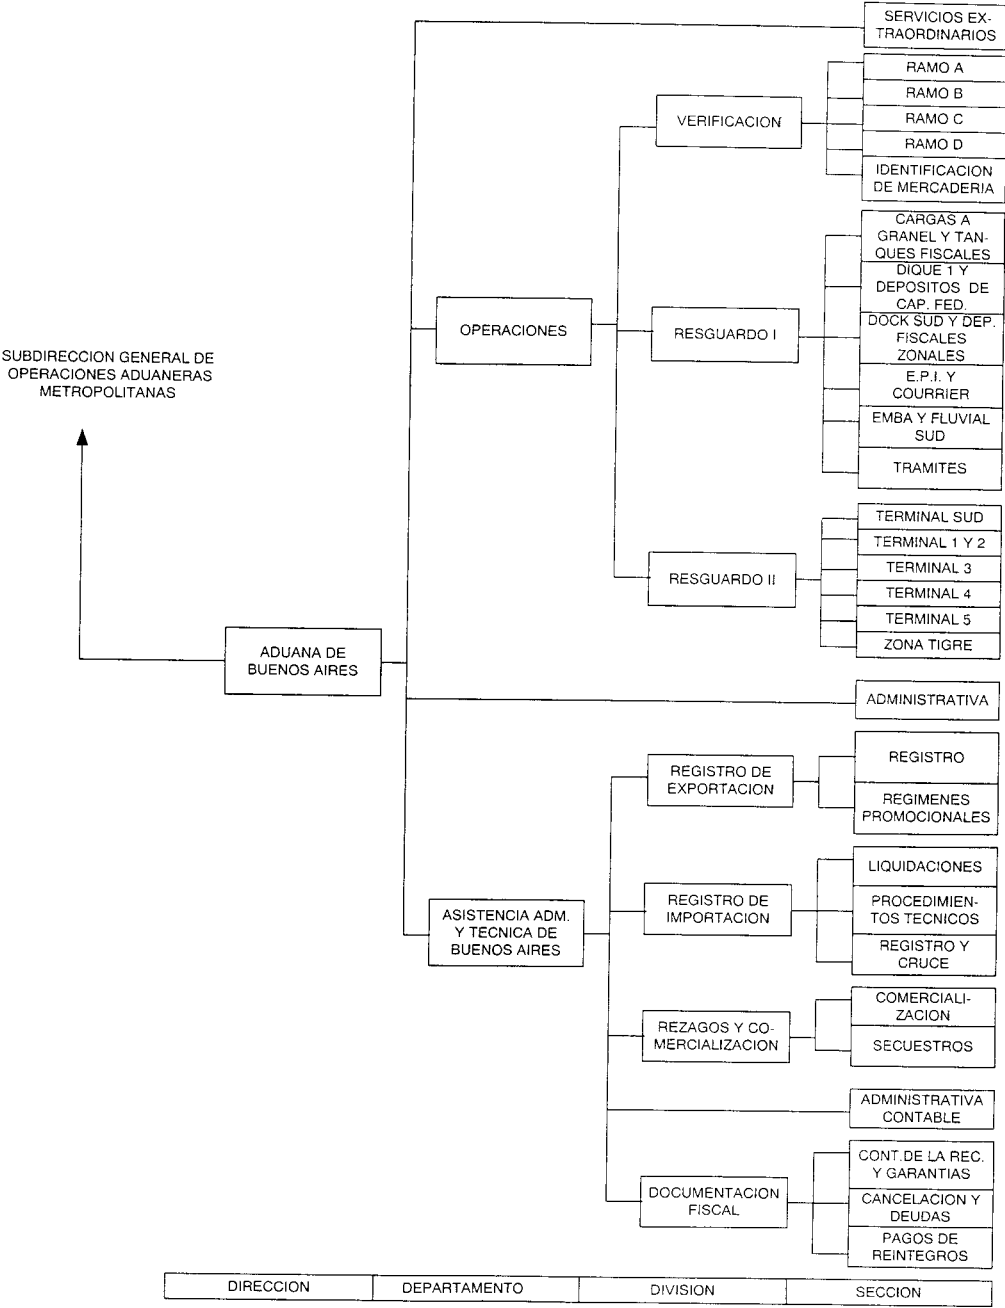 SERVICIOS EX-
TRAORDINARIOS
RAMO A
RAMO B
VERIFICACION
RAMO C
RAMO D
IDENTIFICACION
DE MERCADERIA
CARGAS A
GRANEL Y TAN-
QUES FISCALES
DIQUE 1 Y
DEPOSITOS DE
CAP. FED.
OPERACIONES
RESGUARDO I
DOCK SUD Y DEP.
FISCALES
ZONALES
SUBDIRECCION GENERAL DE
OPERACIONES ADUANERAS
METROPOLITANAS
E.P.I. Y
COURRIER
EMBA Y FLUVIAL
SUD
TRAMITES
TERMINAL SUD
TERMINAL 1 Y 2
TERMINAL 3
RESGUARDO II
TERMINAL 4
TERMINAL 5
ZONA TIGRE
ADUANA DE
BUENOS AIRES
ADMINISTRATIVA
REGISTRO DE
EXPORTACION
REGISTRO
REGIMENES
PROMOCIONALES
LIQUIDACIONES
ASISTENCIA ADM.
Y TECNICA DE
BUENOS AIRES
REGISTRO DE
IMPORTACION
PROCEDIMIEN-
TOS TECNICOS
REGISTRO Y
CRUCE
COMERCIALI-
ZACION
REZAGOS Y CO-
MERCIALIZACION
SECUESTROS
ADMINISTRATIVA
CONTABLE
CONT.DE LA REC.
Y GARANTIAS
DOCUMENTACION
FISCAL
CANCELACION Y
DEUDAS
PAGOS DE
REINTEGROS
DIRECCION DEPARTAMENTO DIVISION SECCION